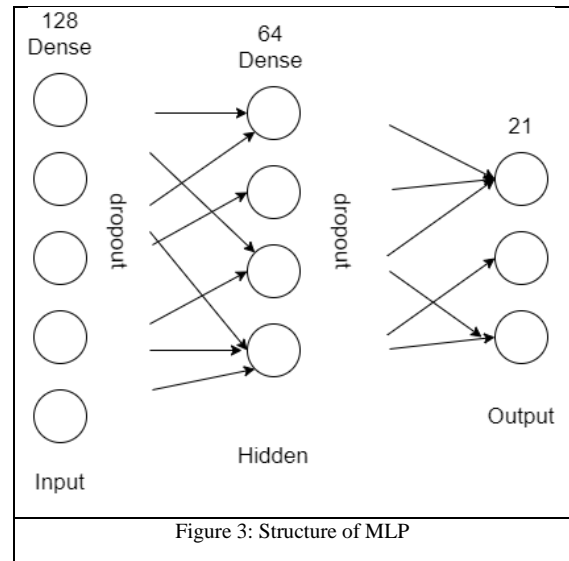 128
Dense
64
Dense
21
dropout
dropout
Input
Hidden
Output
Figure 3: Structure of MLP